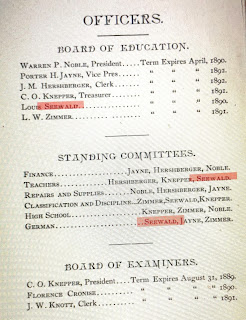 OFFICERS.
BOARD OF EDUCATION.
WARREN P. NOBLE, President.....Term Expires April, 1890.
PORTER H. JAYNE, Vice Pres....... " " " 1892.
J. M. HERSHBERGER, Clerk......... " " " 1891.
C. O. KNEPPER, Treasurer......... " " " 1892.
LOUIS SEEWALD.................... " " " 1890.
L. W. ZIMMER..................... " " " 1891.
STANDING COMMITTEES.
FINANCE..................JAYNE, HERSHBERGER, NOBLE.
TEACHERS.............HERSHBERGER, KNEPPER, SEEWALD.
REPAIRS AND SUPPLIES....NOBLE, HERSHBERGER, JAYNE.
CLASSIFICATION AND DISCIPLINE..ZIMMER, SEEWALD, KNEPPER.
HIGH SCHOOL..................KNEPPER, ZIMMER, NOBLE.
GERMAN.......................SEEWALD, JAYNE, ZIMMER.
BOARD OF EXAMINERS.
C. O. KNEPPER, President....Term Expires August 31, 1889.
FLORENCE CRONISE............ " " " " 1890.
J. W. KNOTT, Clerk.......... " " " " 1891.